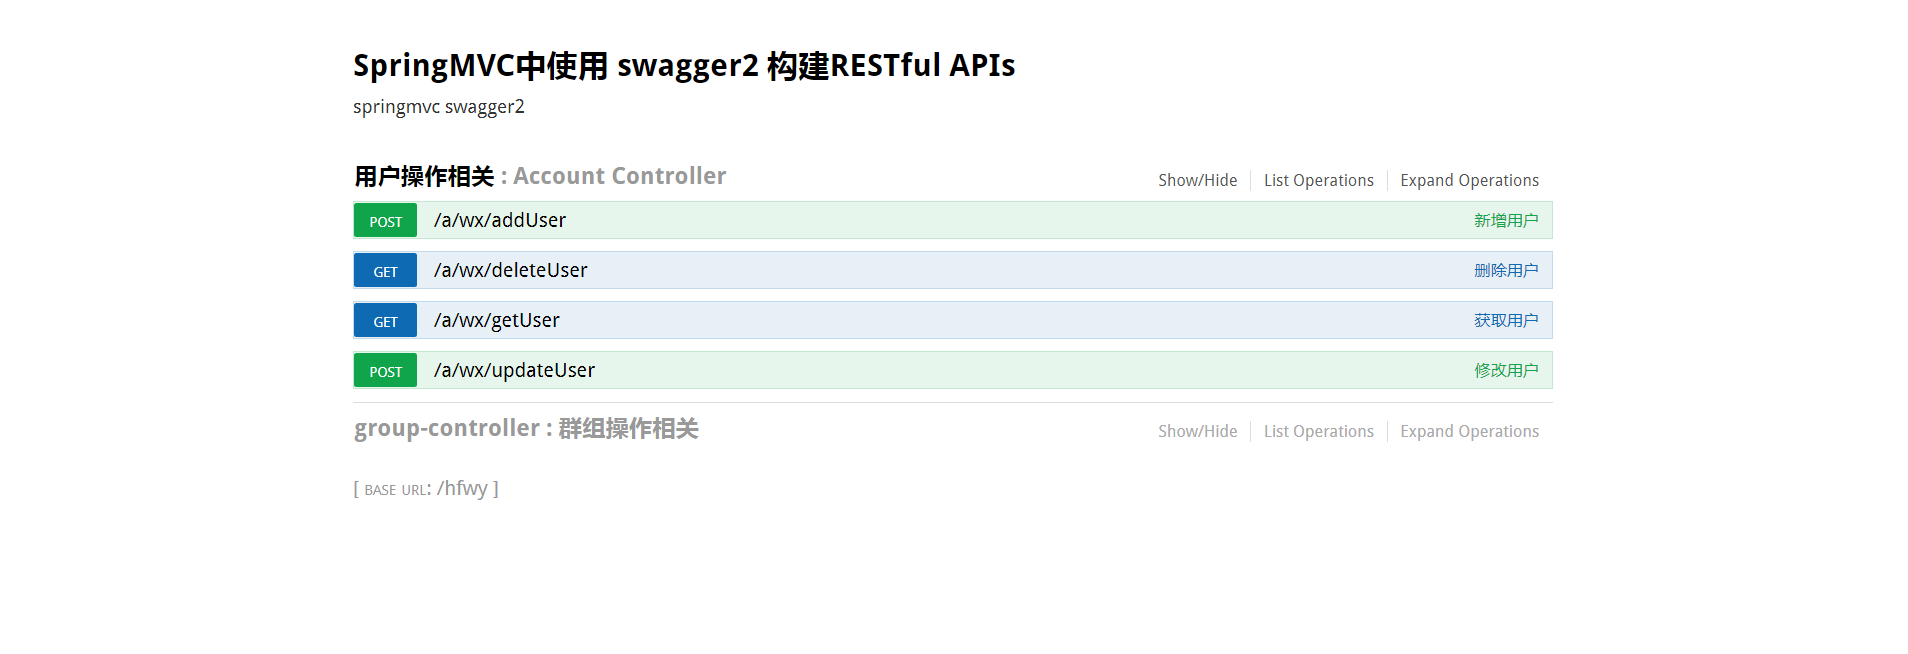 SpringMVC中使用 swagger2 构建RESTful APIs
springmvc swagger2
用户操作相关 : Account Controller Show/Hide List Operations Expand Operations
POST /a/wx/addUser 新增用户
GET /a/wx/deleteUser 删除用户
GET /a/wx/getUser 获取用户
POST /a/wx/updateUser 修改用户
group-controller : 群组操作相关 Show/Hide List Operations Expand Operations
[ BASE URL: /hfwy ]